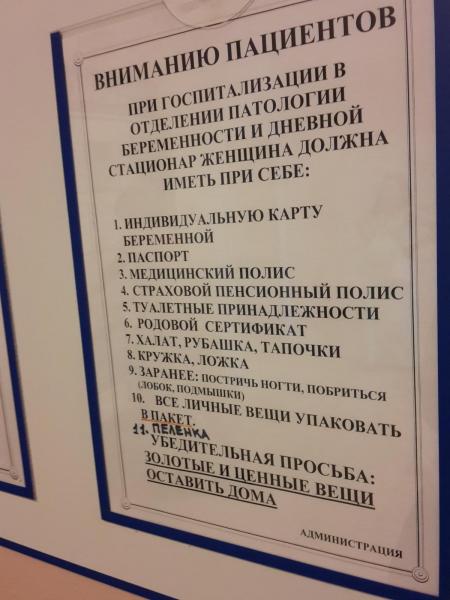 ВНИМАНИЮ ПАЦИЕНТОВ
ПРИ ГОСПИТАЛИЗАЦИИ В
ОТДЕЛЕНИИ ПАТОЛОГИИ
БЕРЕМЕННОСТИ И ДНЕВНОЙ
СТАЦИОНАР ЖЕНЩИНА ДОЛЖНА
ИМЕТЬ ПРИ СЕБЕ:
1. ИНДИВИДУАЛЬНУЮ КАРТУ
БЕРЕМЕННОЙ
2. ПАСПОРТ
3. МЕДИЦИНСКИЙ ПОЛИС
4. СТРАХОВОЙ ПЕНСИОННЫЙ ПОЛИС
5. ТУАЛЕТНЫЕ ПРИНАДЛЕЖНОСТИ
6. РОДОВОЙ СЕРТИФИКАТ
7. ХАЛАТ, РУБАШКА, ТАПОЧКИ
8. КРУЖКА, ЛОЖКА
9. ЗАРАНЕЕ: ПОСТРИЧЬ НОГТИ, ПОБРИТЬСЯ
(ЛОБОК, ПОДМЫШКИ)
10. ВСЕ ЛИЧНЫЕ ВЕЩИ УПАКОВАТЬ
В ПАКЕТ.
11. ПЕЛЕНКА
УБЕДИТЕЛЬНАЯ ПРОСЬБА:
ЗОЛОТЫЕ И ЦЕННЫЕ ВЕЩИ
ОСТАВИТЬ ДОМА
АДМИНИСТРАЦИЯ